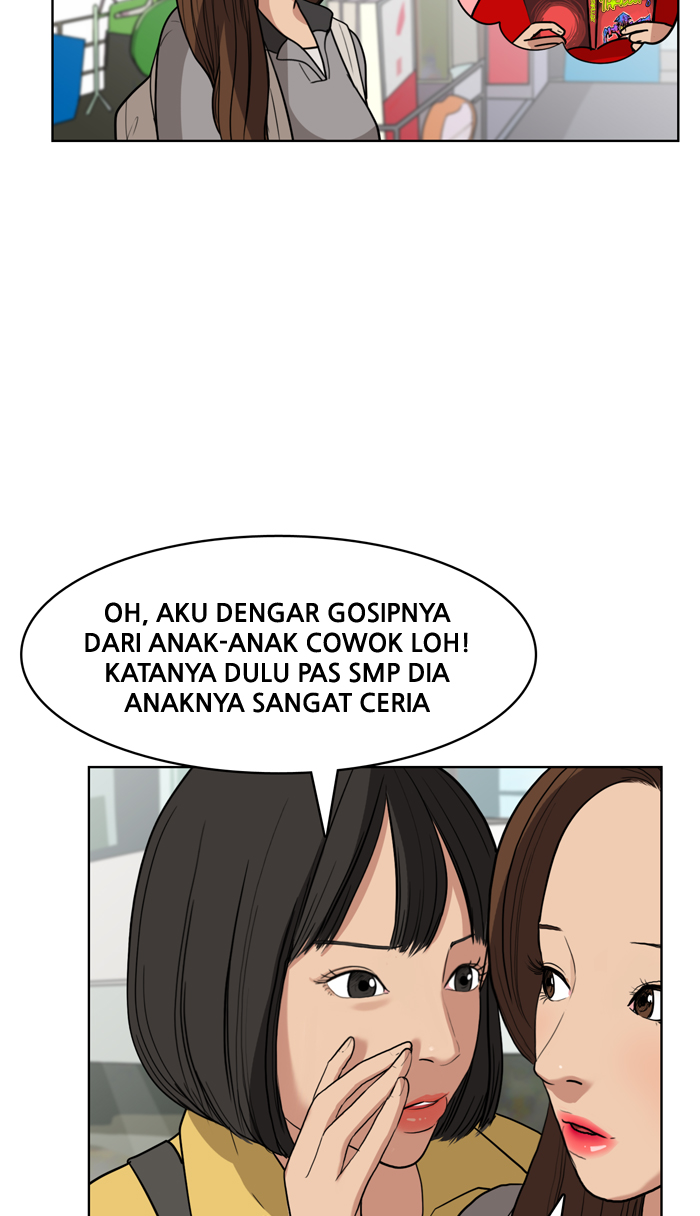 OH, AKU DENGAR GOSIPNYA
DARI ANAK-ANAK COWOK LOH!
KATANYA DULU PAS SMP DIA
ANAKNYA SANGAT CERIA